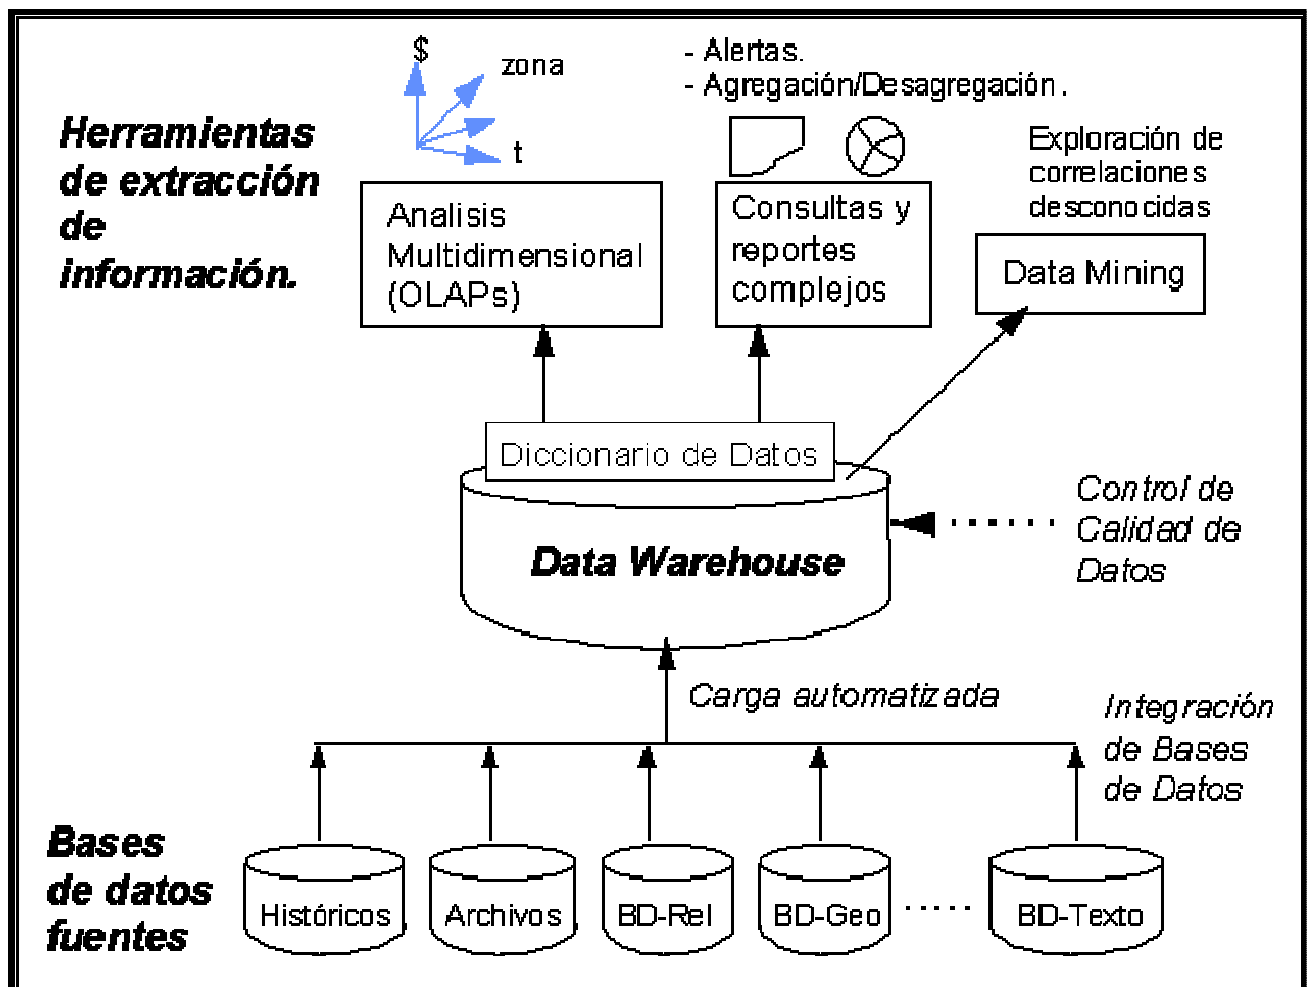 $
zona
t
- Alertas.
- Agregación/Desagregación.
Herramientas
de extracción
de
información.
Exploración de
correlaciones
desconocidas
Analisis
Multidimensional
(OLAPs)
Consultas y
reportes
complejos
Data Mining
Diccionario de Datos
Data Warehouse
Control de
Calidad de
Datos
Carga automatizada
Integración
de Bases
de Datos
Bases
de datos
fuentes
Históricos
Archivos
BD-Rel
BD-Geo
BD-Texto